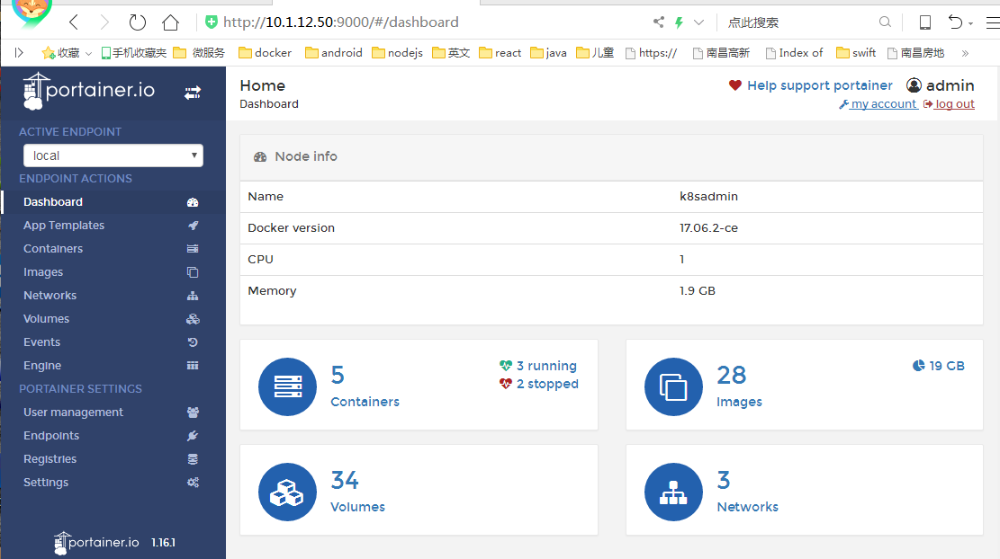 http://10.1.12.50:9000/#/dashboard
点此搜索
收藏 手机收藏夹 微服务 docker android nodejs 英文 react java 儿童 https:// 南昌高新 Index of swift 南昌房地 »
portainer.io
Home
Dashboard
Help support portainer admin
my account log out
ACTIVE ENDPOINT
local
ENDPOINT ACTIONS
Dashboard
App Templates
Containers
Images
Networks
Volumes
Events
Engine
PORTAINER SETTINGS
User management
Endpoints
Registries
Settings
portainer.io 1.16.1
Node info
Name k8sadmin
Docker version 17.06.2-ce
CPU 1
Memory 1.9 GB
5
Containers
3 running
2 stopped
28
Images
19 GB
34
Volumes
3
Networks